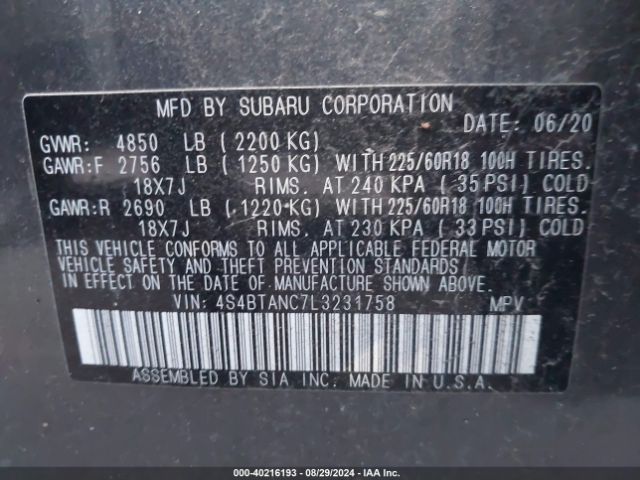 MFD BY SUBARU CORPORATION
DATE: 06/20
GVWR: 4850 LB (2200 KG)
GAWR:F 2756 LB (1250 KG) WITH 225/60R18 100H TIRES.
18X7J RIMS. AT 240 KPA (35 PSI) COLD
GAWR:R 2690 LB (1220 KG) WITH 225/60R18 100H TIRES.
18X7J RIMS. AT 230 KPA (33 PSI) COLD
THIS VEHICLE CONFORMS TO ALL APPLICABLE FEDERAL MOTOR
VEHICLE SAFETY AND THEFT PREVENTION STANDARDS
IN EFFECT ON THE DATE OF MANUFACTURE SHOWN ABOVE.
VIN: 4S4BTANC7L3231758 MPV
ASSEMBLED BY SIA INC. MADE IN U.S.A.
000-40216193 - 08/29/2024 - IAA Inc.